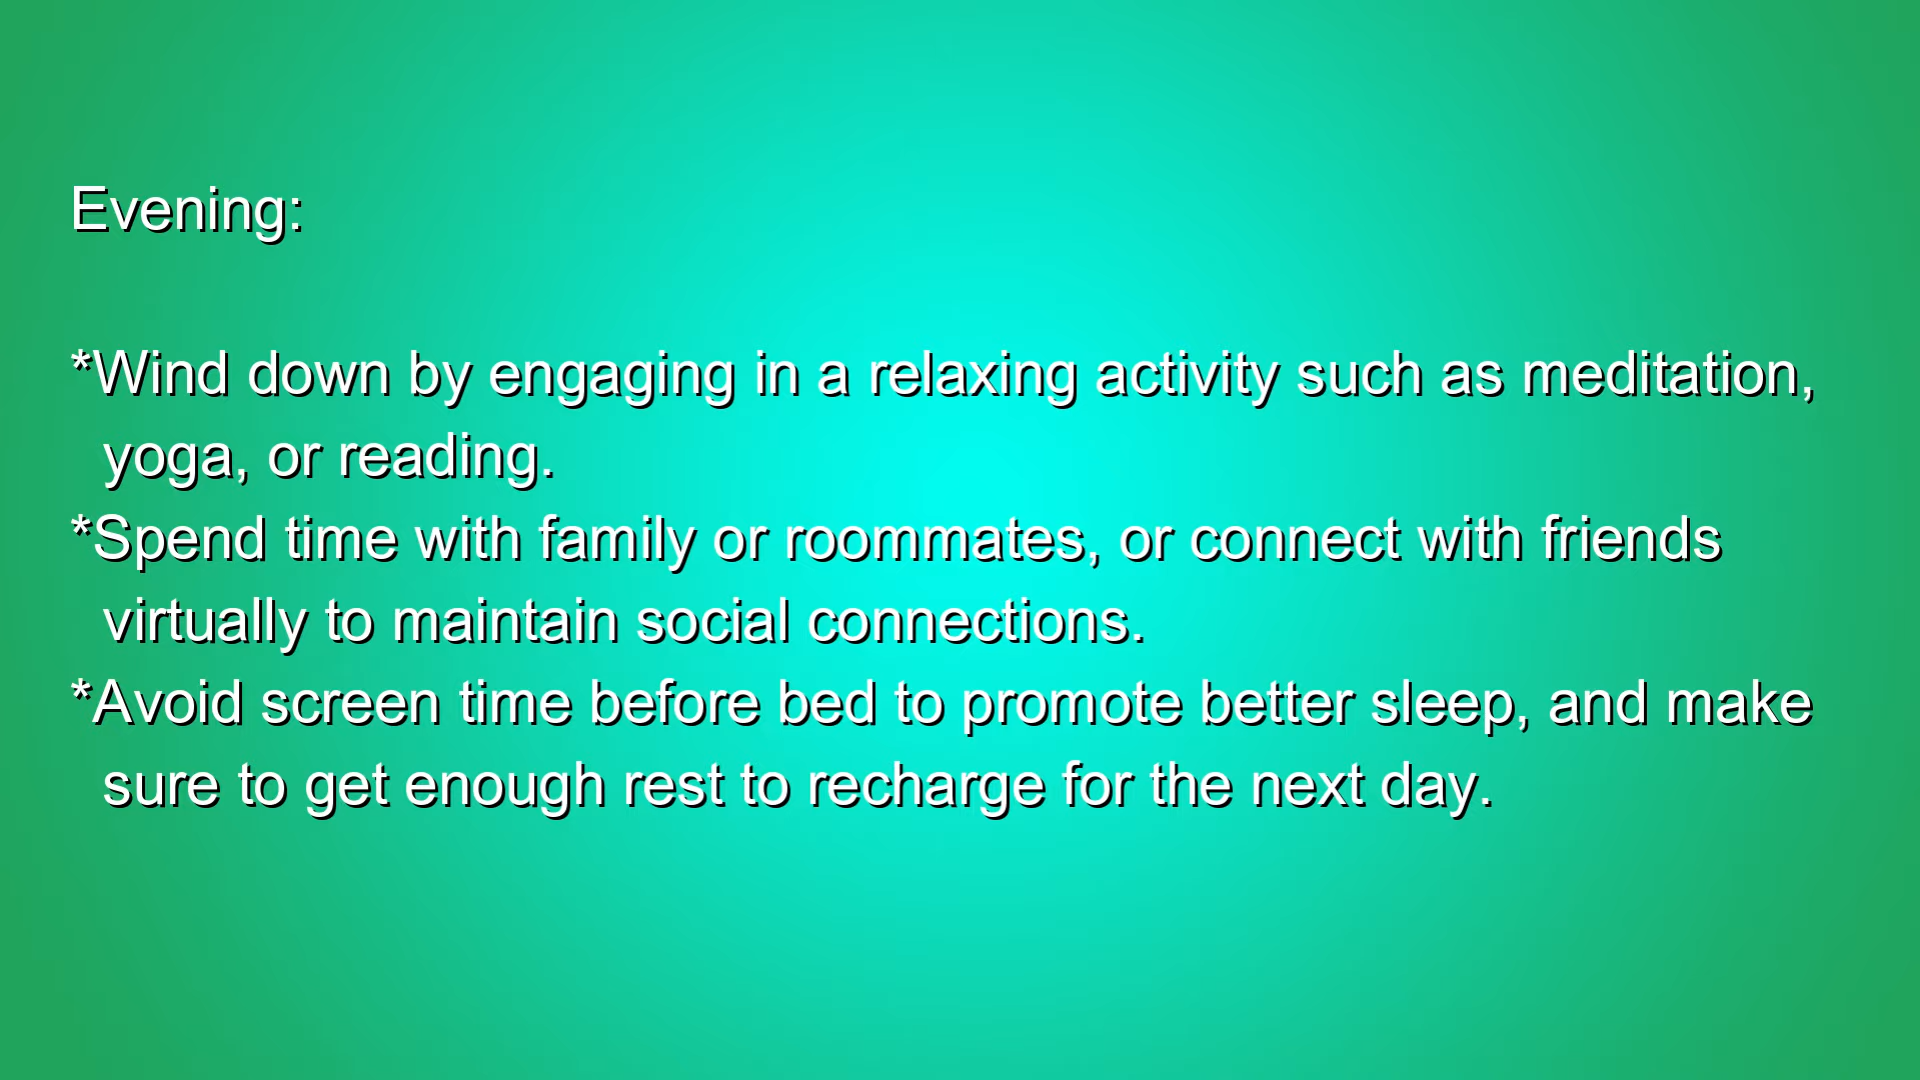 Evening:
*Wind down by engaging in a relaxing activity such as meditation,
yoga, or reading.
*Spend time with family or roommates, or connect with friends
virtually to maintain social connections.
*Avoid screen time before bed to promote better sleep, and make
sure to get enough rest to recharge for the next day.